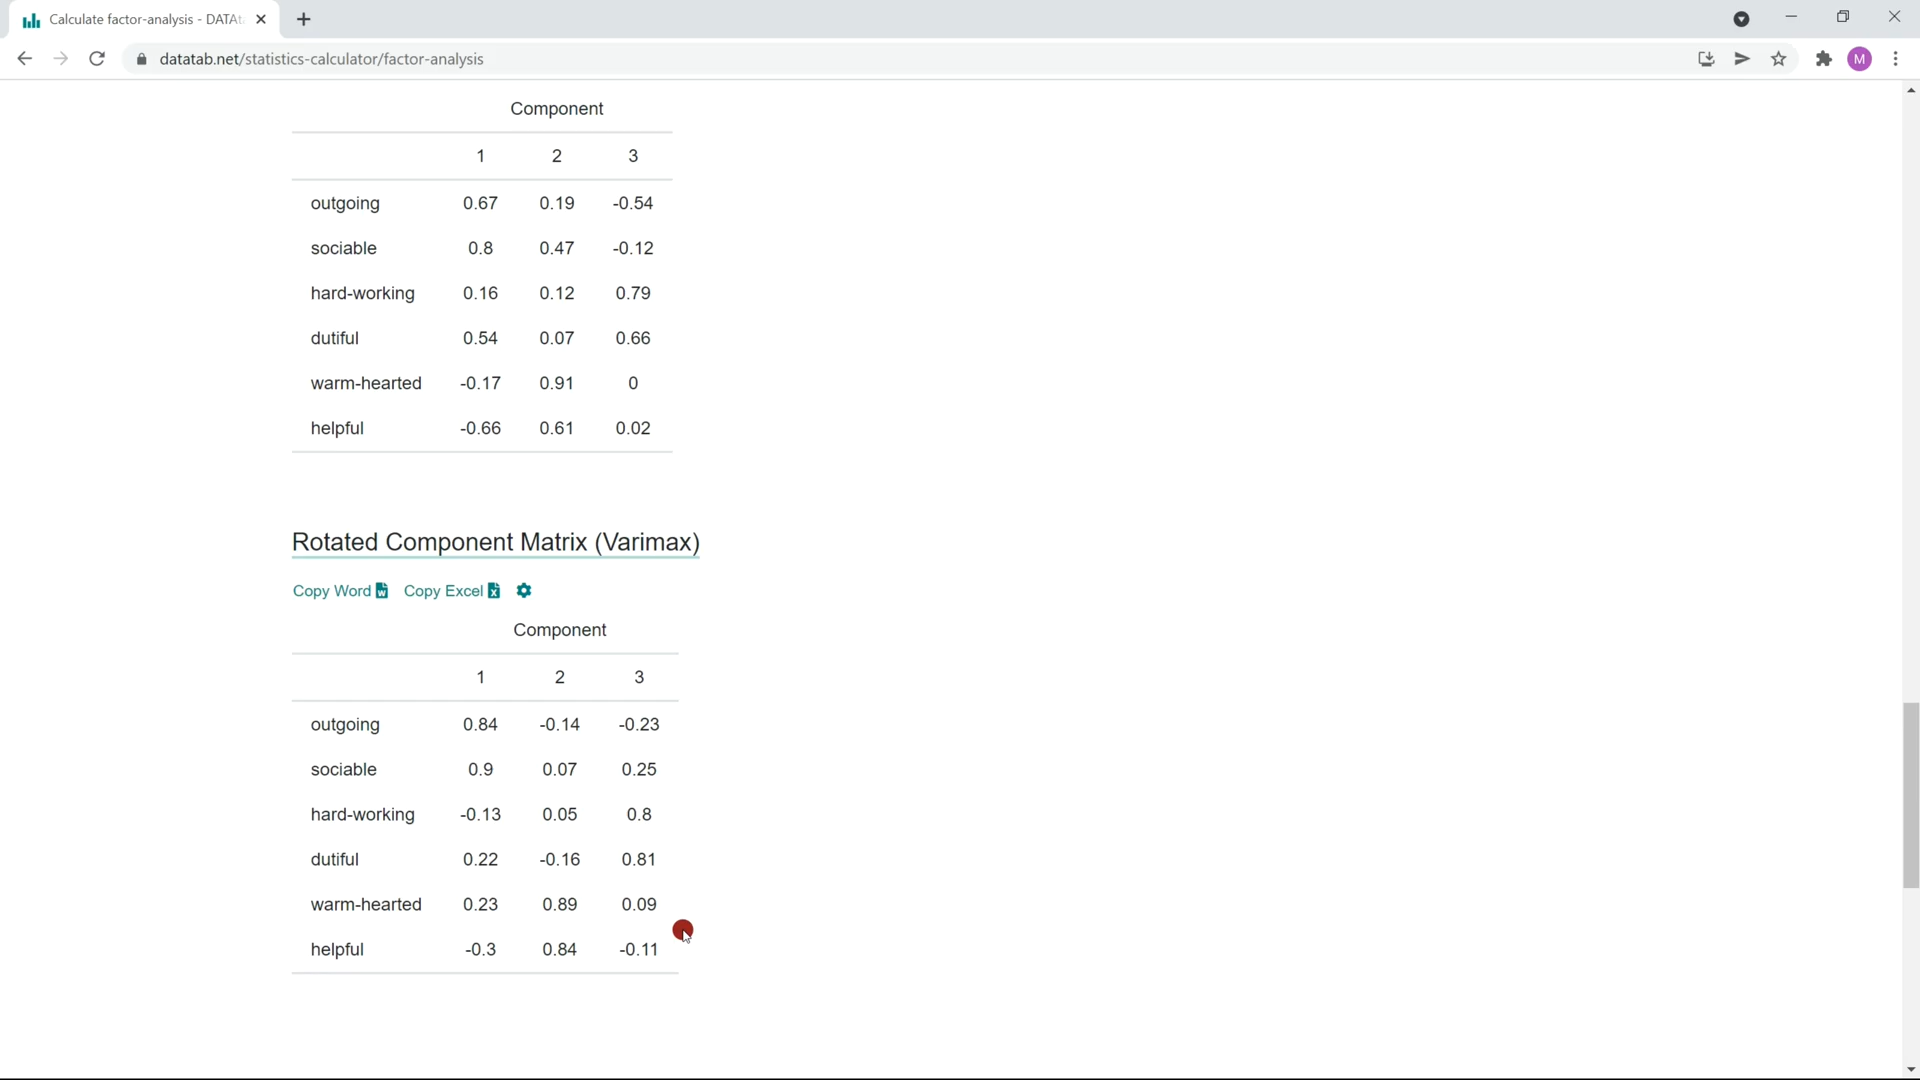 Calculate factor-analysis - DATAt
datatab.net/statistics-calculator/factor-analysis
M
Component
1 2 3
outgoing 0.67 0.19 -0.54
sociable 0.8 0.47 -0.12
hard-working 0.16 0.12 0.79
dutiful 0.54 0.07 0.66
warm-hearted -0.17 0.91 0
helpful -0.66 0.61 0.02
Rotated Component Matrix (Varimax)
Copy Word Copy Excel
Component
1 2 3
outgoing 0.84 -0.14 -0.23
sociable 0.9 0.07 0.25
hard-working -0.13 0.05 0.8
dutiful 0.22 -0.16 0.81
warm-hearted 0.23 0.89 0.09
helpful -0.3 0.84 -0.11